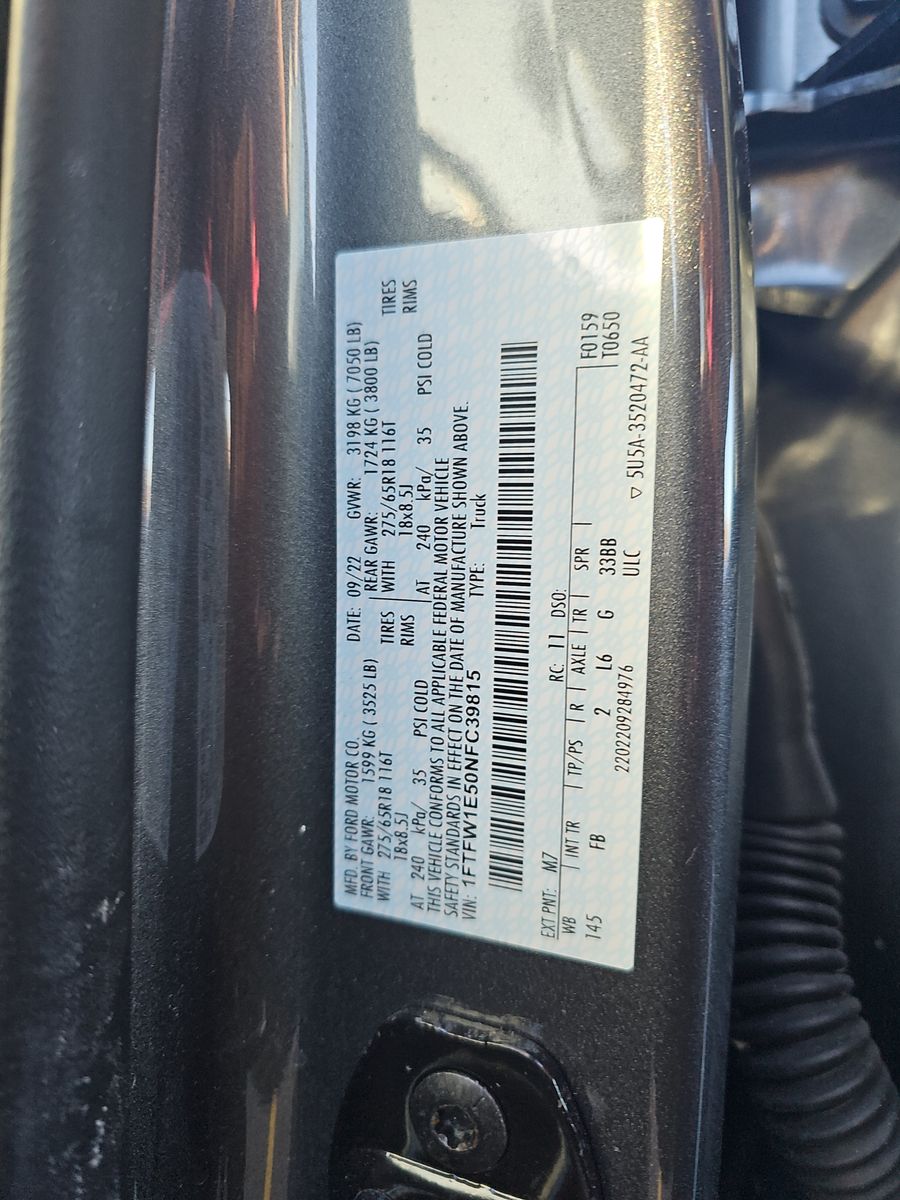 MFD. BY FORD MOTOR CO. DATE: 09/22 GVWR: 3198 KG ( 7050 LB)
FRONT GAWR: 1599 KG ( 3525 LB) REAR GAWR: 1724 KG ( 3800 LB)
WITH 275/65R18 116T TIRES WITH 275/65R18 116T TIRES
18x8.5J RIMS 18x8.5J RIMS
AT 240 kPa/ 35 PSI COLD AT 240 kPa/ 35 PSI COLD
THIS VEHICLE CONFORMS TO ALL APPLICABLE FEDERAL MOTOR VEHICLE
SAFETY STANDARDS IN EFFECT ON THE DATE OF MANUFACTURE SHOWN ABOVE.
VIN: 1FTFW1E50NFC39815 TYPE: Truck
EXT PNT: M7 RC: 11 DSO: F0159
WB INT TR TP/PS R AXLE TR SPR T0650
145 FB 2 L6 G 33BB
2202209284976 ULC ▽ 5U5A-3520472-AA